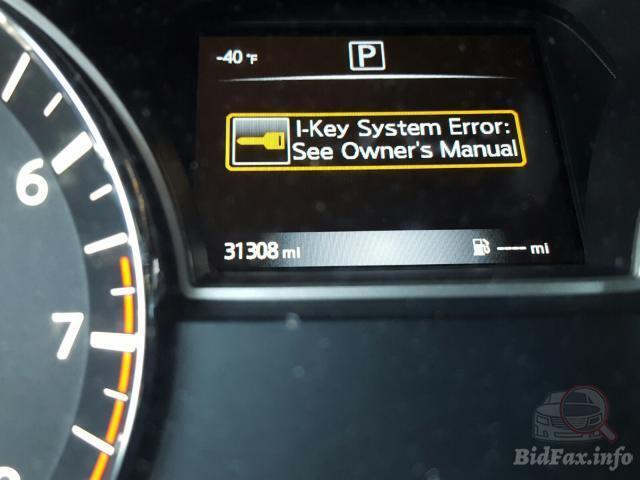 -40 °F
P
I-Key System Error:
See Owner's Manual
31308 mi
---- mi
6
7
BidFax.info